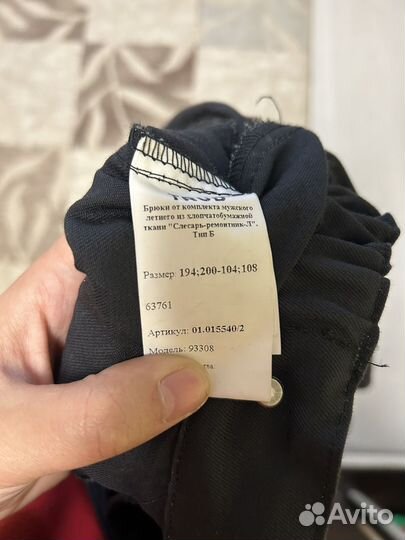 Брюки от комплекта мужского
летнего из хлопчатобумажной
ткани "Слесарь-ремонтник-Л".
Тип Б
Размер 194;200-104;108
63761
Артикул: 01.015540/2
Модель: 93308
Avito